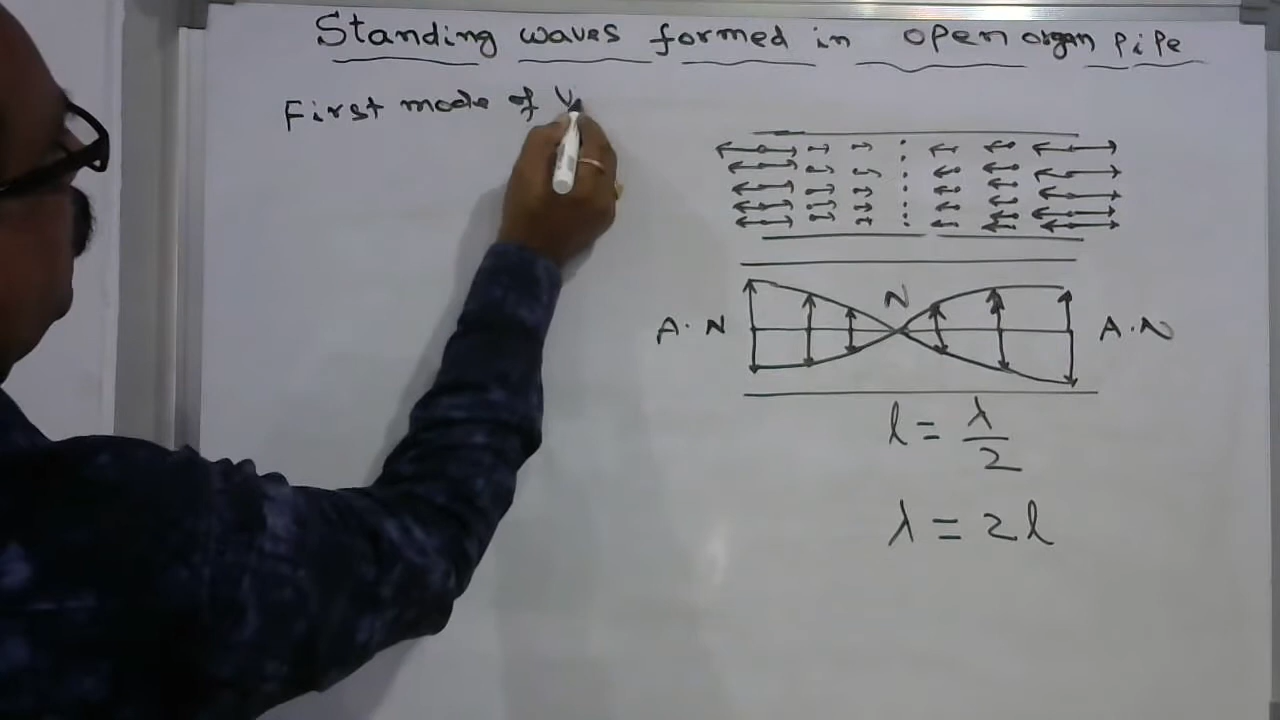 Standing waves formed in open organ pipe
First mode of V
N
A.N A.N
l = λ/2
λ = 2l